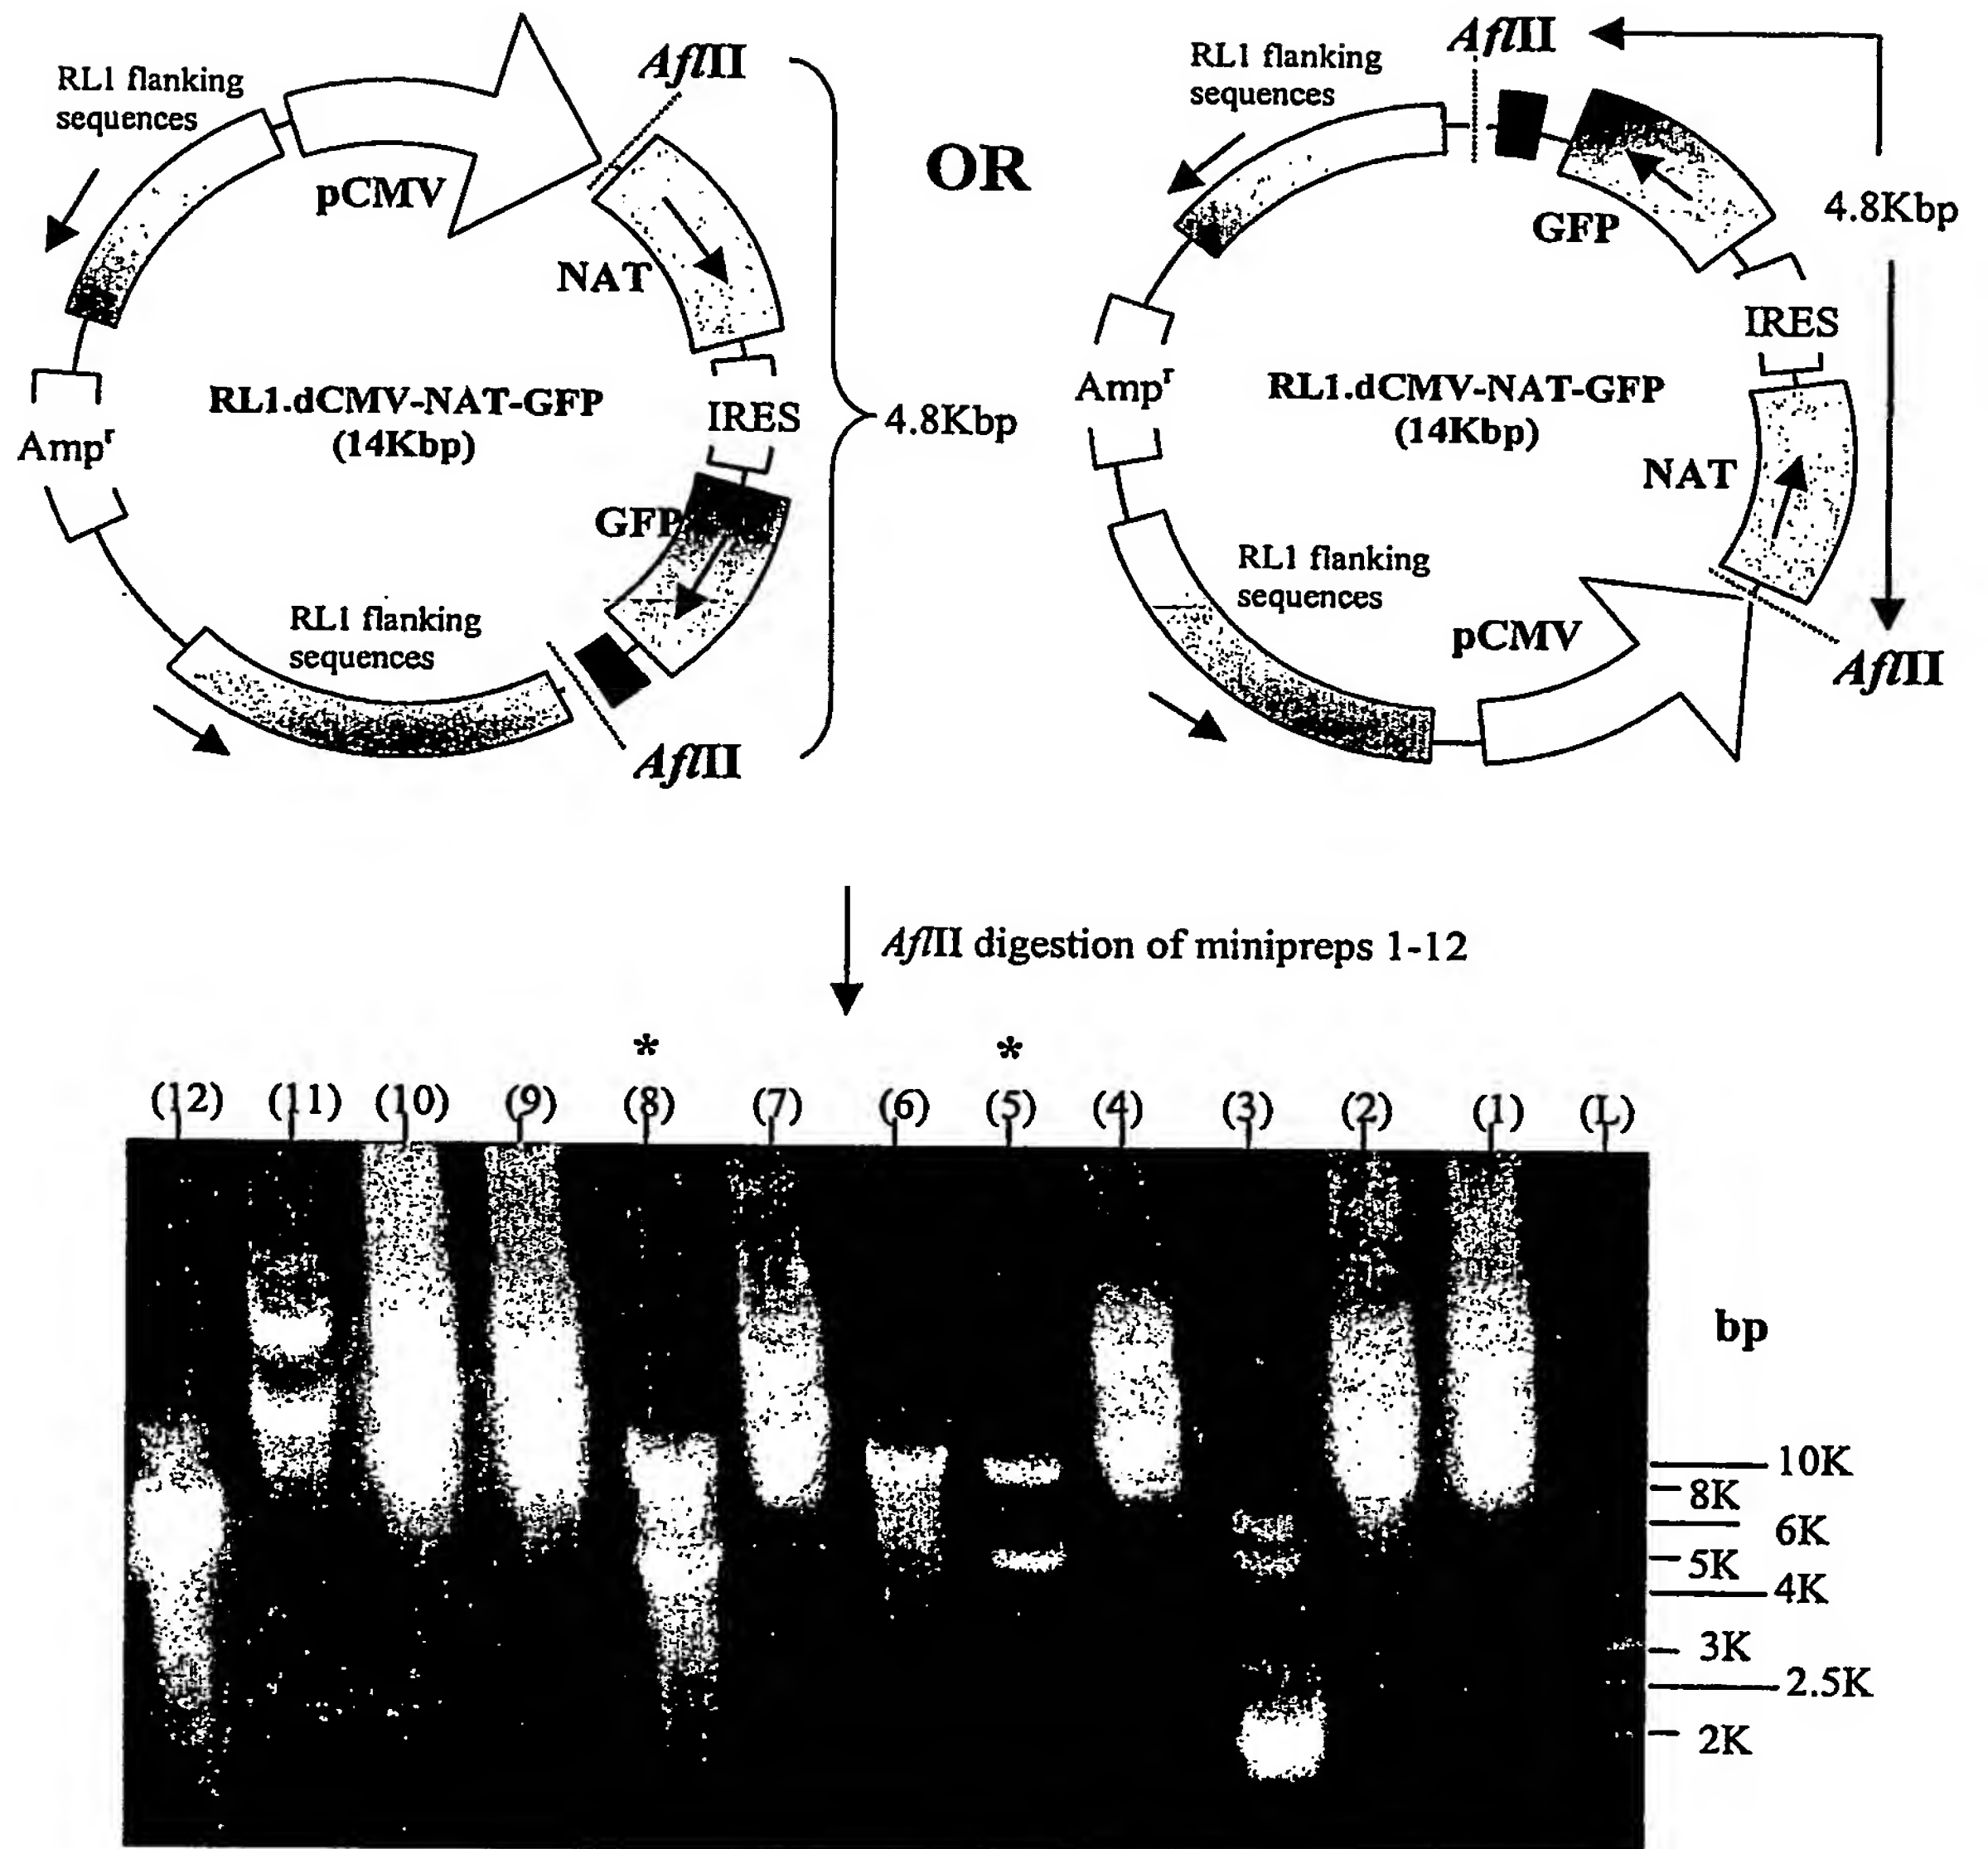 RL1 flanking
sequences
AflII
pCMV
NAT
RL1.dCMV-NAT-GFP
(14Kbp)
IRES
Ampr
GFP
RL1 flanking
sequences
AflII
4.8Kbp
OR
RL1 flanking
sequences
AflII
GFP
4.8Kbp
IRES
Ampr
RL1.dCMV-NAT-GFP
(14Kbp)
NAT
RL1 flanking
sequences
pCMV
AflII
AflII digestion of minipreps 1-12
* *
(12) (11) (10) (9) (8) (7) (6) (5) (4) (3) (2) (1) (L)
bp
10K
8K
6K
5K
4K
3K
2.5K
2K